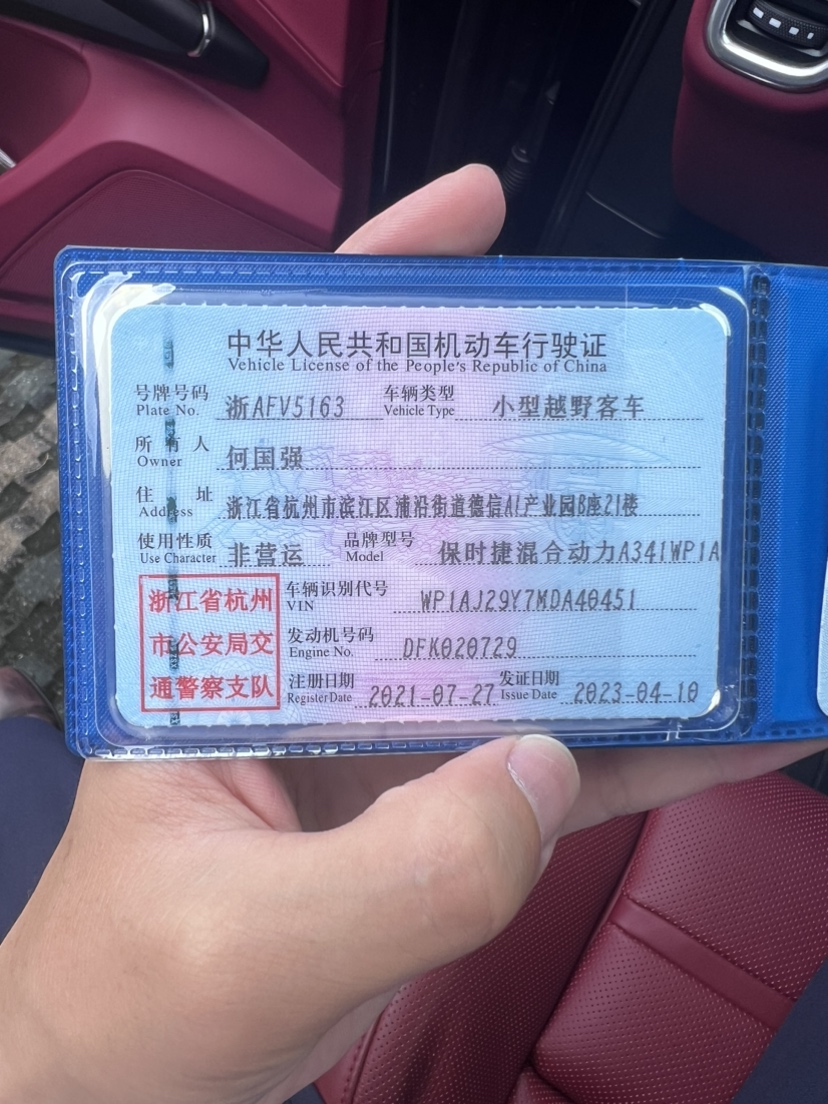 中华人民共和国机动车行驶证
Vehicle License of the People's Republic of China
号牌号码 浙AFV5163 车辆类型 小型越野客车
Plate No. Vehicle Type
所有人 何国强
Owner
住址 浙江省杭州市滨江区浦沿街道德信AI产业园B座21楼
Address
使用性质 非营运 品牌型号 保时捷混合动力A341WP1A
Use Character Model
浙江省杭州 车辆识别代号 WP1AJ29Y7MDA40451
VIN
市公安局交 发动机号码 DFK020729
Engine No.
通警察支队 注册日期 2021-07-27 发证日期 2023-04-10
Register Date Issue Date